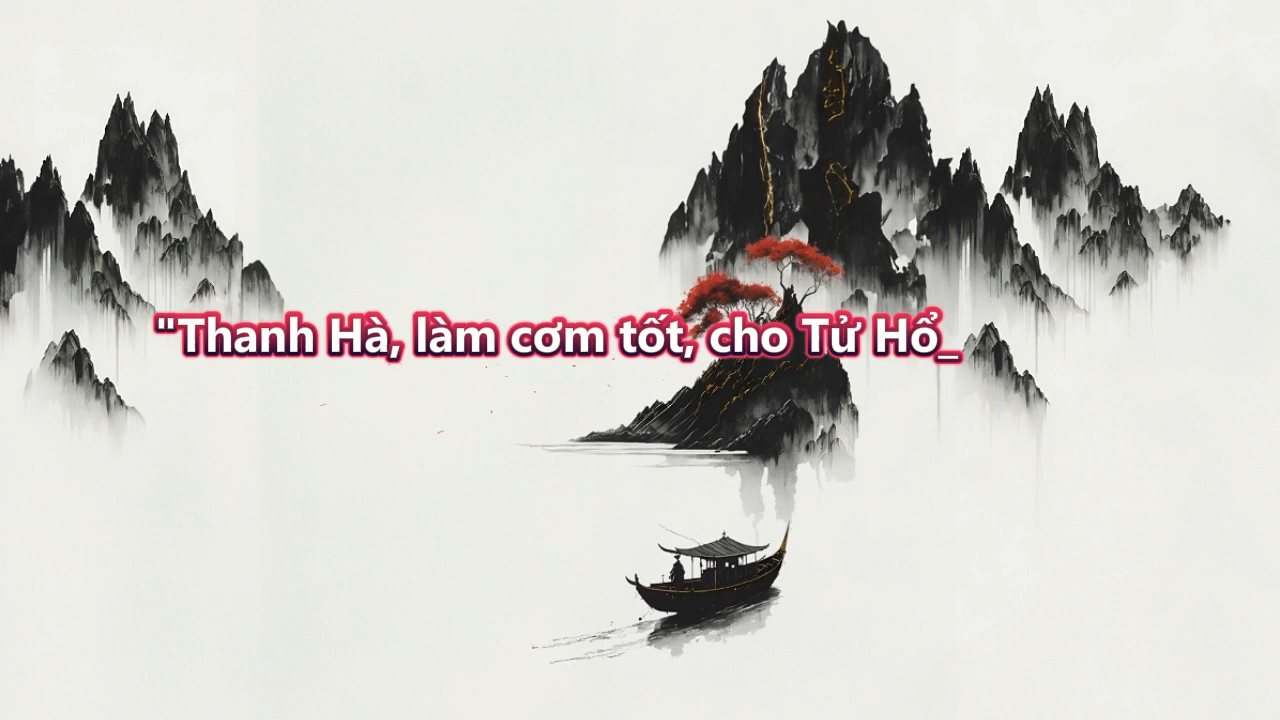 "Thanh Hà, làm cơm tốt, cho Tử Hổ_